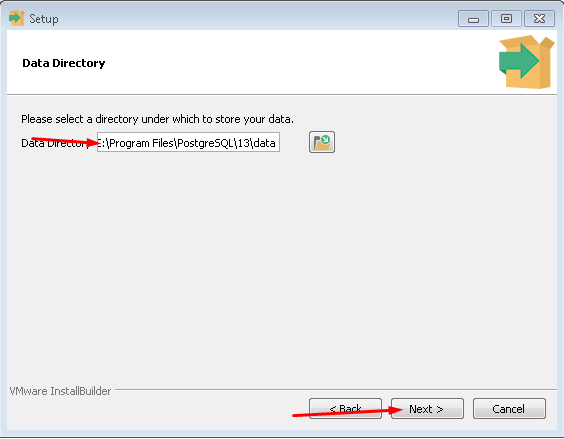 Setup
Data Directory
Please select a directory under which to store your data.
Data Directory E:\Program Files\PostgreSQL\13\data
VMware InstallBuilder
< Back Next > Cancel